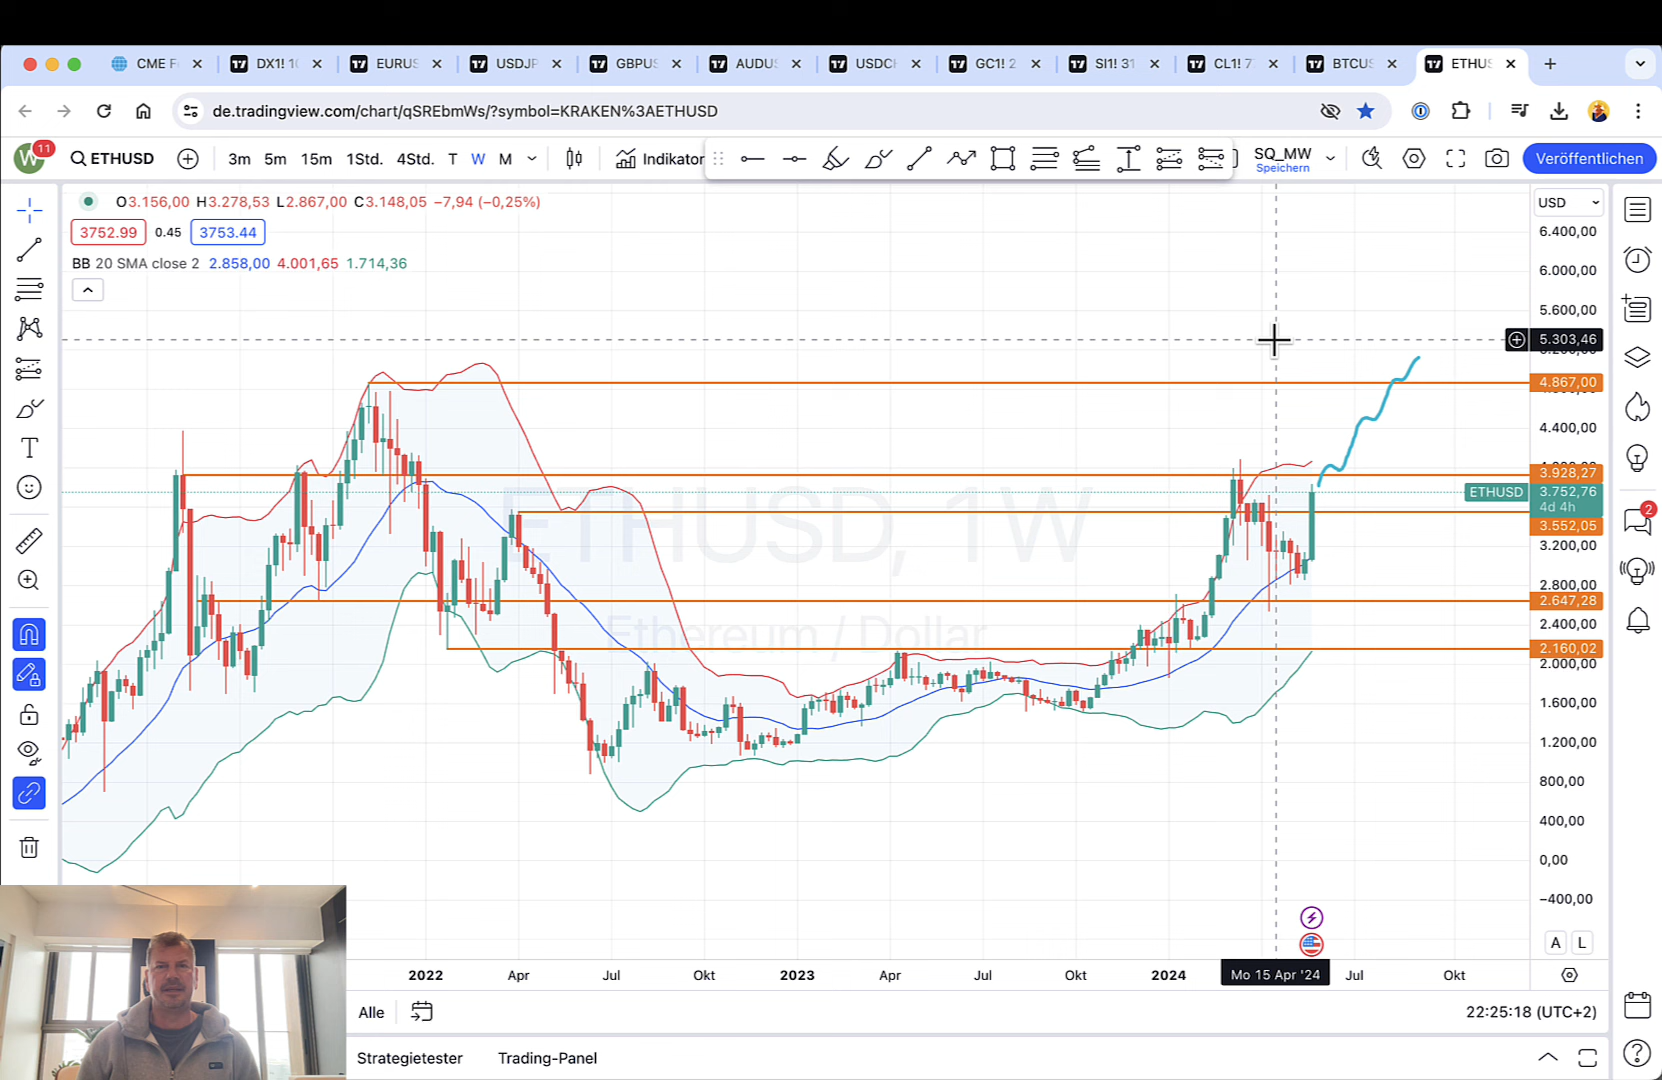 CME F
DX1! 10
EURUS
USDJP
GBPUS
AUDUS
USDCH
GC1! 2
SI1! 31
CL1! 7
BTCUS
ETHUS
de.tradingview.com/chart/qSREbmWs/?symbol=KRAKEN%3AETHUSD
W 11 ETHUSD 3m 5m 15m 1Std. 4Std. T W M Indikator SQ_MW Veröffentlichen
Speichern
O3.156,00 H3.278,53 L2.867,00 C3.148,05 −7,94 (−0,25%)
USD
3752.99 0.45 3753.44
BB 20 SMA close 2 2.858,00 4.001,65 1.714,36
6.400,00
6.000,00
5.600,00
5.303,46
4.867,00
4.400,00
3.928,27
ETHUSD 3.752,76
4d 4h
3.552,05
3.200,00
2.800,00
2.647,28
2.400,00
2.160,02
2.000,00
1.600,00
1.200,00
800,00
400,00
0,00
−400,00
ETHUSD, 1W
Ethereum / Dollar
2
A L
2022 Apr Jul Okt 2023 Apr Jul Okt 2024 Mo 15 Apr '24 Jul Okt
Alle
22:25:18 (UTC+2)
Strategietester Trading-Panel